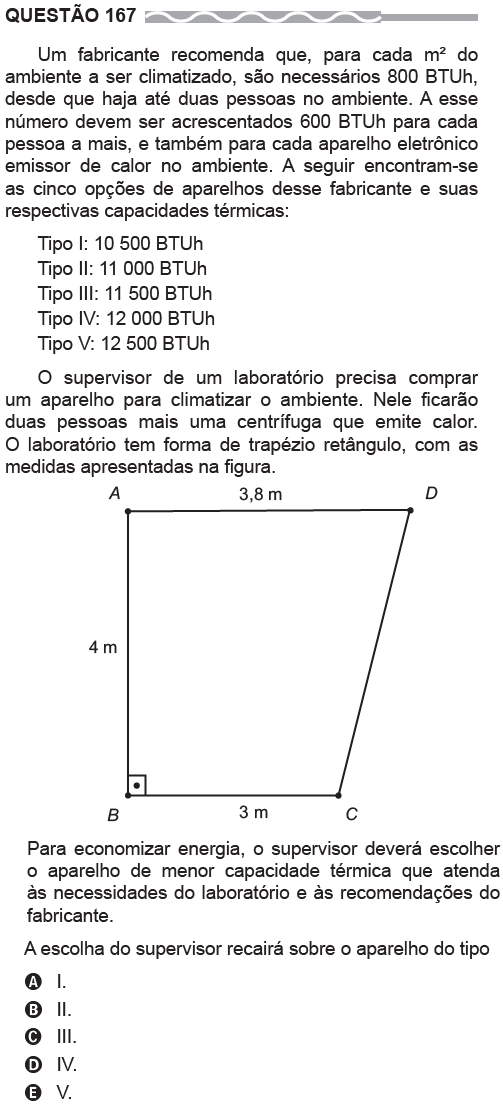 QUESTÃO 167
Um fabricante recomenda que, para cada m² do
ambiente a ser climatizado, são necessários 800 BTUh,
desde que haja até duas pessoas no ambiente. A esse
número devem ser acrescentados 600 BTUh para cada
pessoa a mais, e também para cada aparelho eletrônico
emissor de calor no ambiente. A seguir encontram-se
as cinco opções de aparelhos desse fabricante e suas
respectivas capacidades térmicas:
Tipo I: 10 500 BTUh
Tipo II: 11 000 BTUh
Tipo III: 11 500 BTUh
Tipo IV: 12 000 BTUh
Tipo V: 12 500 BTUh
O supervisor de um laboratório precisa comprar
um aparelho para climatizar o ambiente. Nele ficarão
duas pessoas mais uma centrífuga que emite calor.
O laboratório tem forma de trapézio retângulo, com as
medidas apresentadas na figura.
A 3,8 m D
4 m
B 3 m C
Para economizar energia, o supervisor deverá escolher
o aparelho de menor capacidade térmica que atenda
às necessidades do laboratório e às recomendações do
fabricante.
A escolha do supervisor recairá sobre o aparelho do tipo
A I.
B II.
C III.
D IV.
E V.